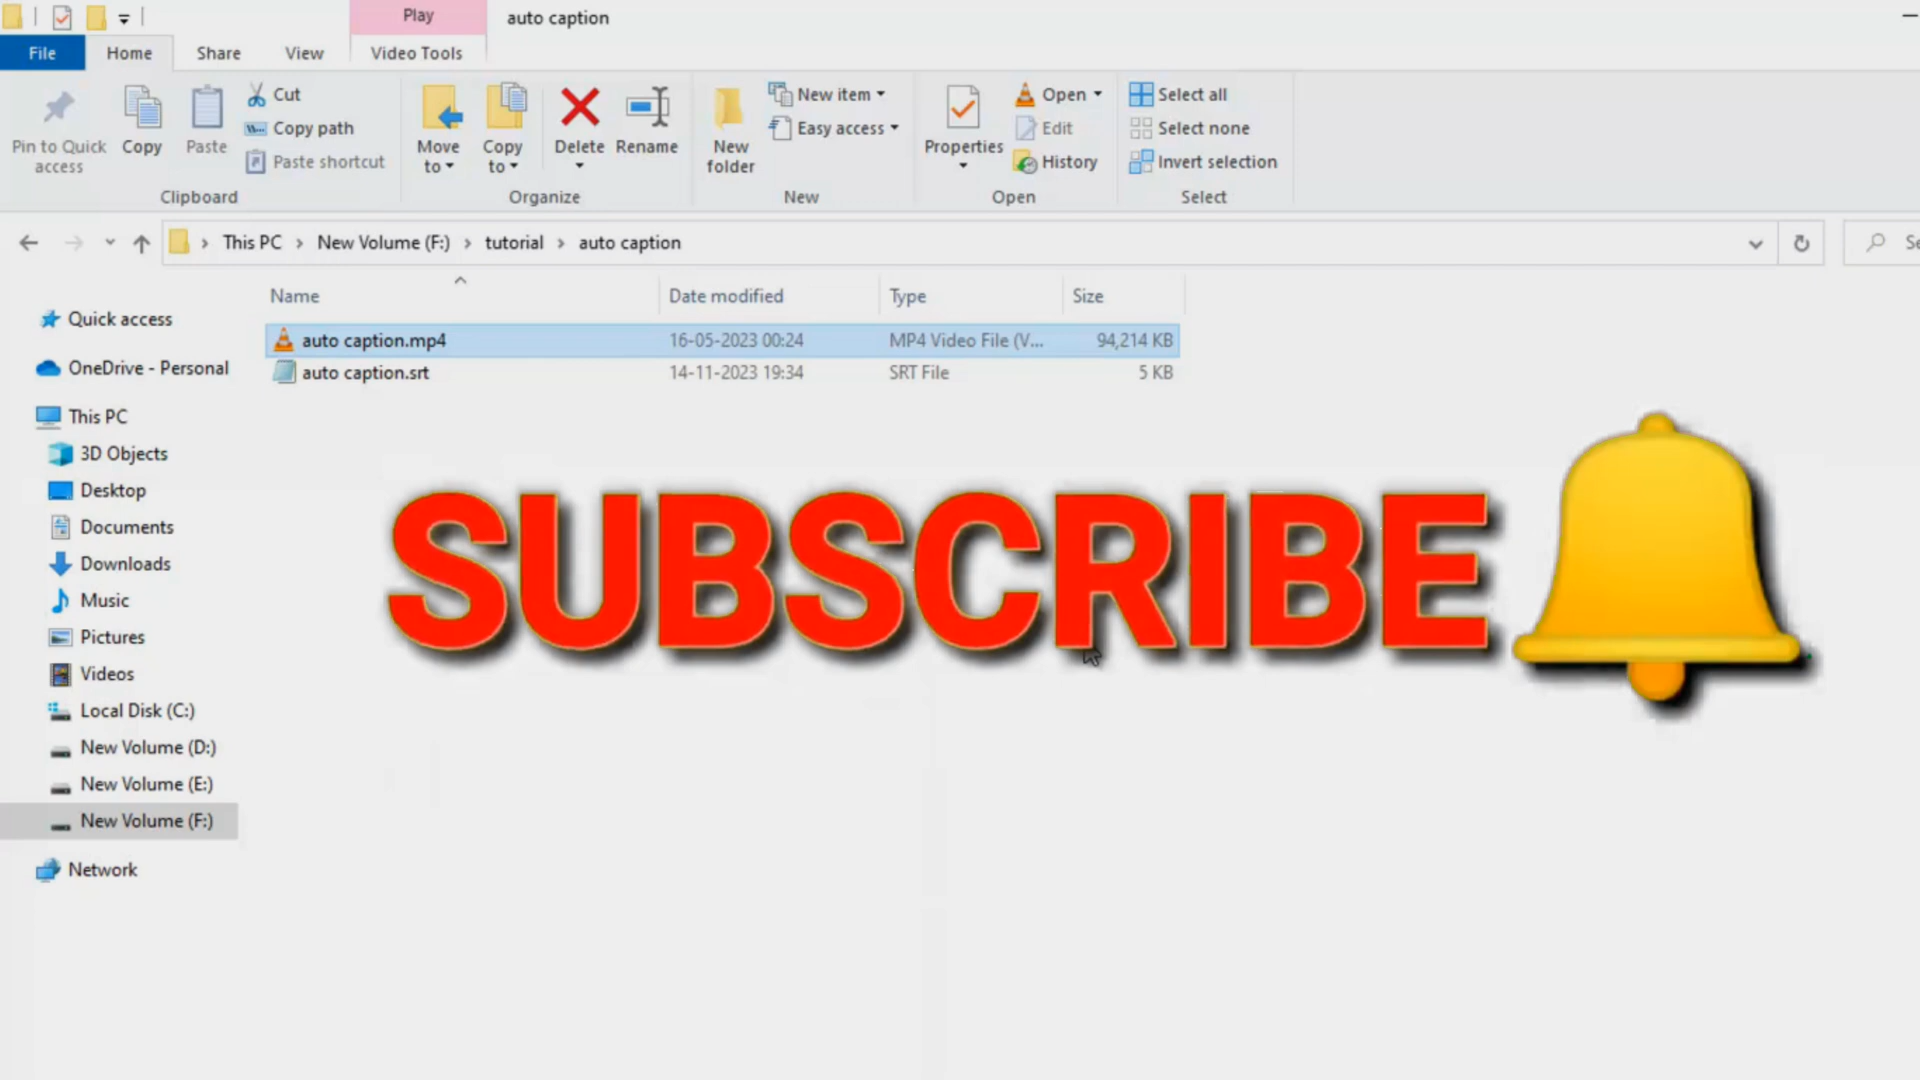 Play
auto caption
File
Home
Share
View
Video Tools
Pin to Quick access
Copy
Paste
Cut
Copy path
Paste shortcut
Clipboard
Move to
Copy to
Delete
Rename
Organize
New folder
New item
Easy access
New
Properties
Open
Edit
History
Open
Select all
Select none
Invert selection
Select
This PC > New Volume (F:) > tutorial > auto caption
Name Date modified Type Size
auto caption.mp4 16-05-2023 00:24 MP4 Video File (V... 94,214 KB
auto caption.srt 14-11-2023 19:34 SRT File 5 KB
Quick access
OneDrive - Personal
This PC
3D Objects
Desktop
Documents
Downloads
Music
Pictures
Videos
Local Disk (C:)
New Volume (D:)
New Volume (E:)
New Volume (F:)
Network
SUBSCRIBE